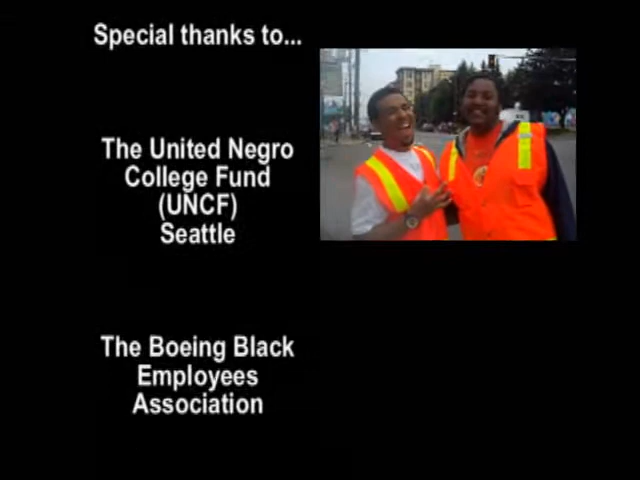 Special thanks to...
The United Negro
College Fund
(UNCF)
Seattle
The Boeing Black
Employees
Association